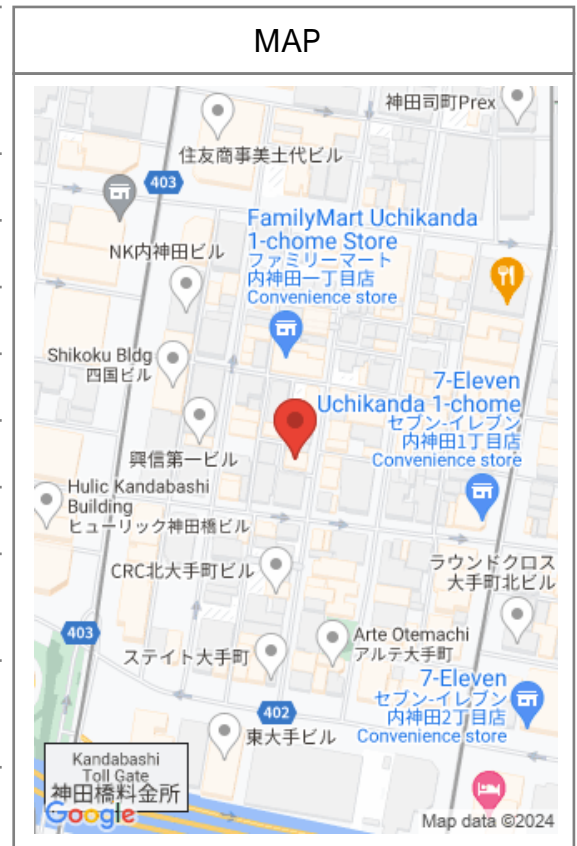 MAP
神田司町Prex
住友商事美土代ビル
403
FamilyMart Uchikanda
1-chome Store
ファミリーマート
内神田一丁目店
Convenience store
NK内神田ビル
Shikoku Bldg
四国ビル
7-Eleven
Uchikanda 1-chome
セブン-イレブン
内神田1丁目店
Convenience store
興信第一ビル
Hulic Kandabashi
Building
ヒューリック神田橋ビル
CRC北大手町ビル
ラウンドクロス
大手町北ビル
403
Arte Otemachi
アルテ大手町
ステイト大手町
7-Eleven
セブン-イレブン
内神田2丁目店
Convenience store
402
東大手ビル
Kandabashi
Toll Gate
神田橋料金所
Google
Map data ©2024